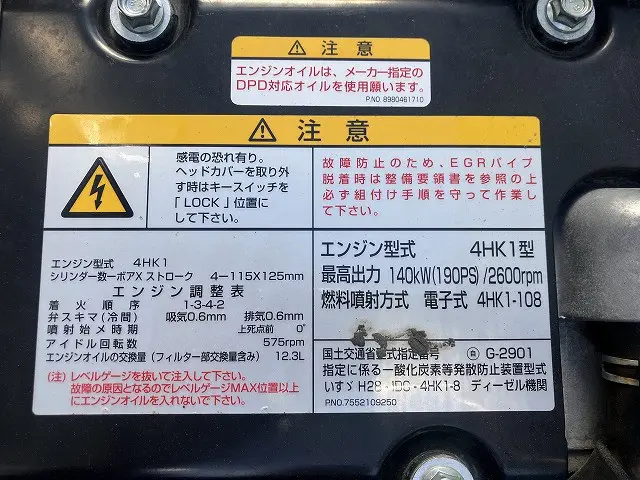 注意
エンジンオイルは、メーカー指定の
DPD対応オイルを使用願います。
P.NO. 8980461710
注意
感電の恐れ有り。
ヘッドカバーを取り外
す時はキースイッチを
「LOCK」位置に
して下さい。
故障防止のため、EGRパイプ
脱着時は整備要領書を参照の上
必ず組付け手順を守って作業し
て下さい。
エンジン型式 4HK1
シリンダー数-ボアX ストローク 4-115X125mm
エンジン調整表
着火順序 1-3-4-2
弁スキマ(冷間) 吸気0.6mm 排気0.6mm
噴射始メ時期 上死点前 0°
アイドル回転数 575rpm
エンジンオイルの交換量(フィルター部交換量含み) 12.3L
(注)レベルゲージを抜いて注入して下さい。
故障の原因となるのでレベルゲージMAX位置以上
にエンジンオイルを入れないで下さい。
エンジン型式 4HK1型
最高出力 140kW(190PS)/2600rpm
燃料噴射方式 電子式 4HK1-108
国土交通省型式指定番号 G-2901
指定に係る一酸化炭素等発散防止装置型式
いすゞ H28-IDC-4HK1-8 ディーゼル機関
P.NO.7552109250